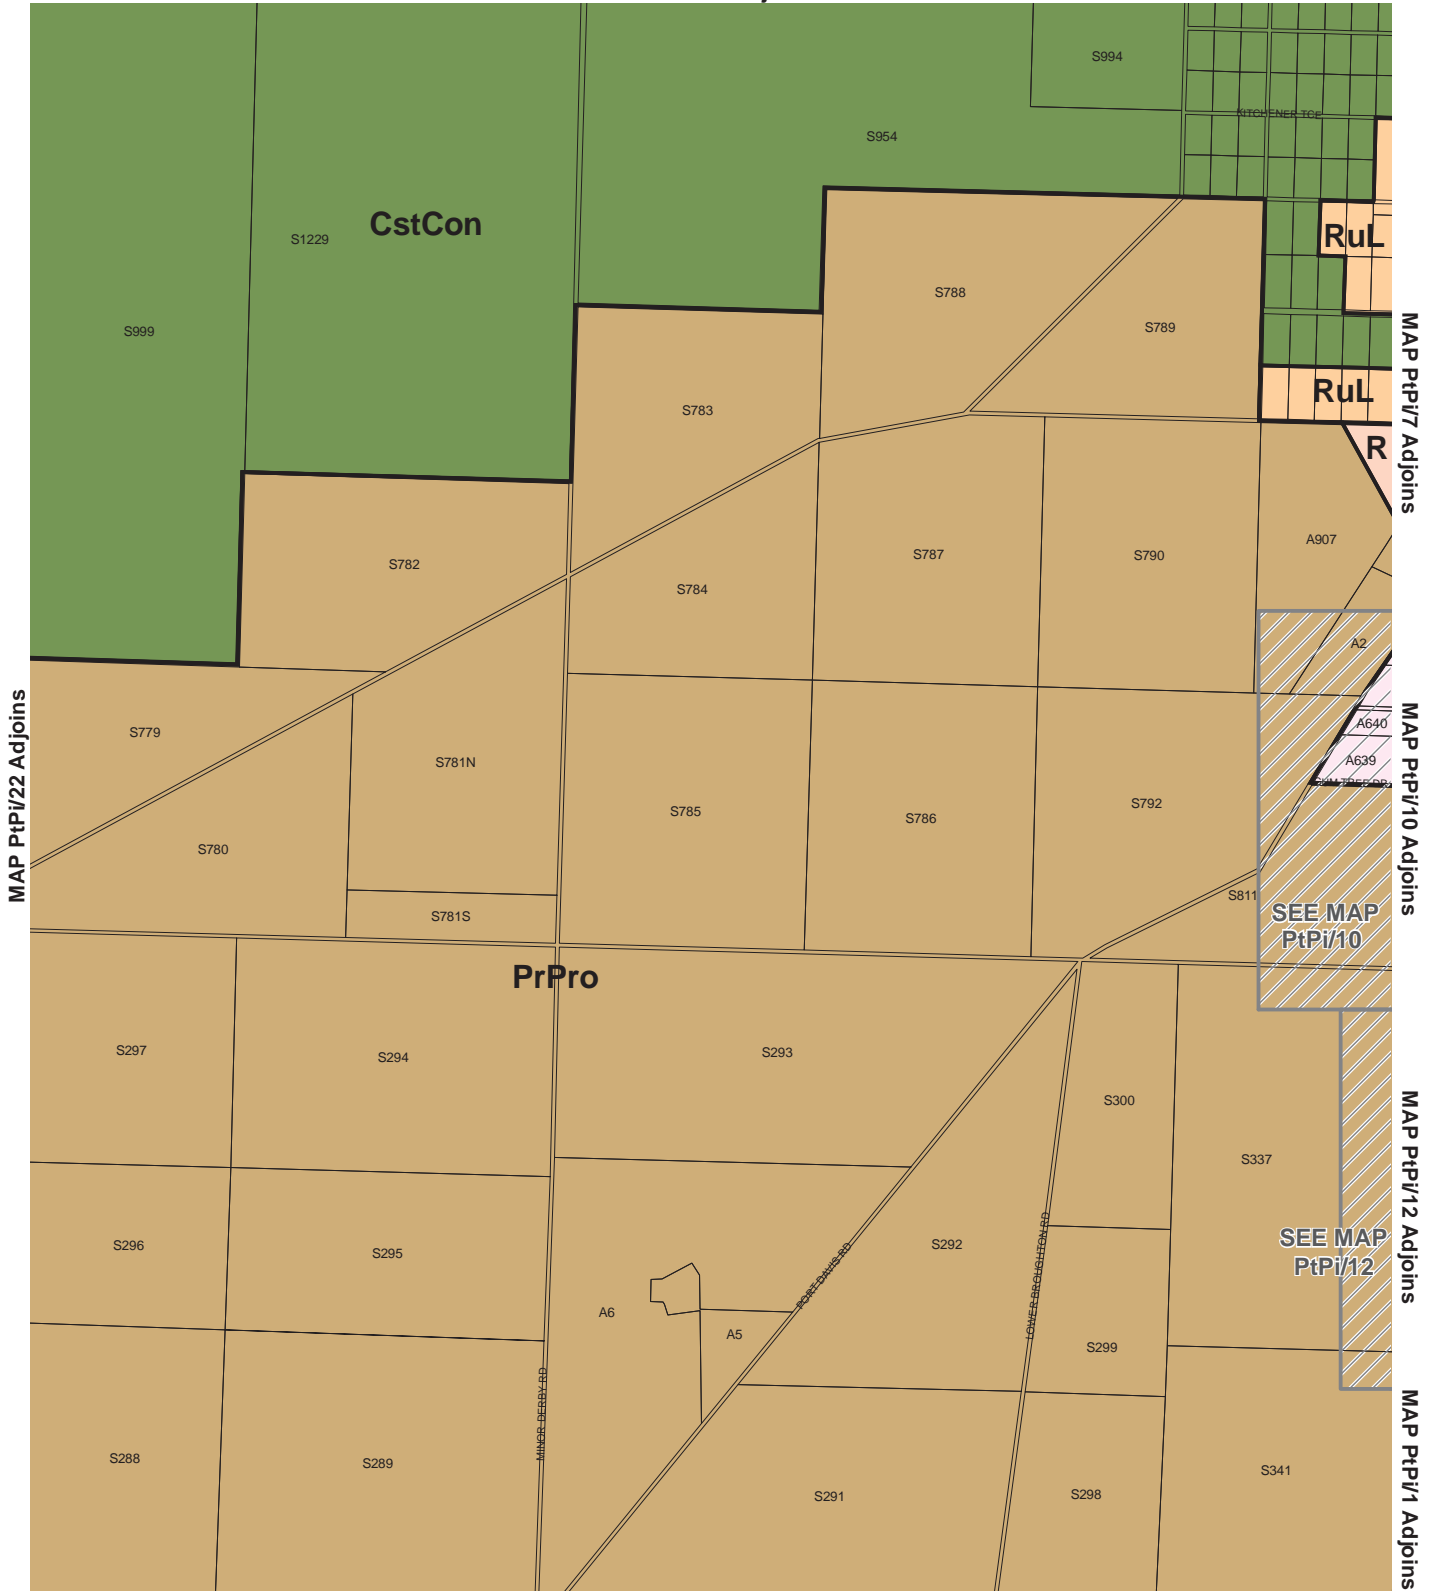 S994
KITCHENER TCE
S954
CstCon
S1229
RuL
S788
S789
S999
MAP PtPi/7 Adjoins
RuL
S783
R
A907
S787
S790
S782
S784
A2
MAP PtPi/22 Adjoins
S779
A640
MAP PtPi/10 Adjoins
S781N
A639
GUM TREE DR
S792
S785
S786
S780
S811
SEE MAP
PtPi/10
S781S
PrPro
S297
S294
S293
S300
S337
MAP PtPi/12 Adjoins
S296
S295
S292
SEE MAP
PtPi/12
PORT DAVIS RD
LOWER BROUGHTON RD
A6
A5
S299
MINOR DERBY RD
S288
S289
S341
S291
S298
MAP PtPi/1 Adjoins